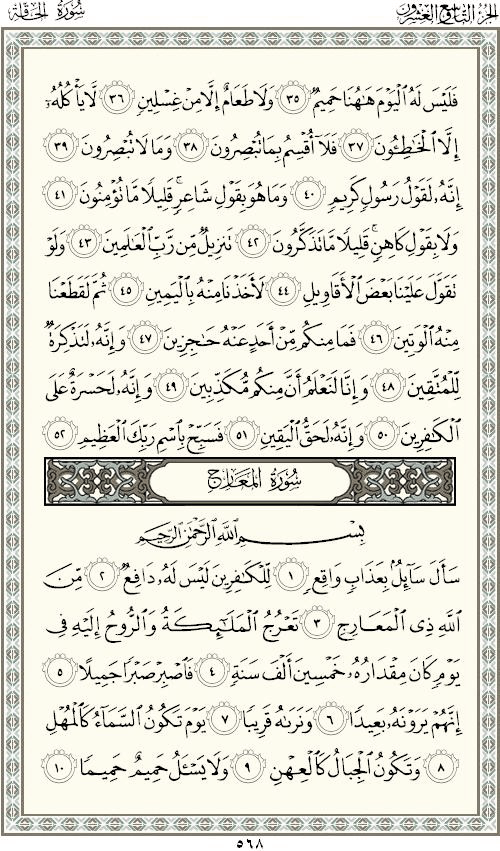 الجزء التاسع والعشرون
سورة الحاقة
فَلَيْسَ لَهُ ٱلْيَوْمَ هَٰهُنَا حَمِيمٌ ٣٥ وَلَا طَعَامٌ إِلَّا مِنْ غِسْلِينٍ ٣٦ لَّا يَأْكُلُهُۥٓ
إِلَّا ٱلْخَٰطِـُٔونَ ٣٧ فَلَآ أُقْسِمُ بِمَا تُبْصِرُونَ ٣٨ وَمَا لَا تُبْصِرُونَ ٣٩
إِنَّهُۥ لَقَوْلُ رَسُولٍ كَرِيمٍ ٤٠ وَمَا هُوَ بِقَوْلِ شَاعِرٍ ۚ قَلِيلًا مَّا تُؤْمِنُونَ ٤١
وَلَا بِقَوْلِ كَاهِنٍ ۚ قَلِيلًا مَّا تَذَكَّرُونَ ٤٢ تَنزِيلٌ مِّن رَّبِّ ٱلْعَٰلَمِينَ ٤٣ وَلَوْ
تَقَوَّلَ عَلَيْنَا بَعْضَ ٱلْأَقَاوِيلِ ٤٤ لَأَخَذْنَا مِنْهُ بِٱلْيَمِينِ ٤٥ ثُمَّ لَقَطَعْنَا
مِنْهُ ٱلْوَتِينَ ٤٦ فَمَا مِنكُم مِّنْ أَحَدٍ عَنْهُ حَٰجِزِينَ ٤٧ وَإِنَّهُۥ لَتَذْكِرَةٌ
لِّلْمُتَّقِينَ ٤٨ وَإِنَّا لَنَعْلَمُ أَنَّ مِنكُم مُّكَذِّبِينَ ٤٩ وَإِنَّهُۥ لَحَسْرَةٌ عَلَى
ٱلْكَٰفِرِينَ ٥٠ وَإِنَّهُۥ لَحَقُّ ٱلْيَقِينِ ٥١ فَسَبِّحْ بِٱسْمِ رَبِّكَ ٱلْعَظِيمِ ٥٢
سُورَةُ المَعَارِجِ
بِسْمِ ٱللَّهِ ٱلرَّحْمَٰنِ ٱلرَّحِيمِ
سَأَلَ سَآئِلٌۢ بِعَذَابٍ وَاقِعٍ ١ لِّلْكَٰفِرِينَ لَيْسَ لَهُۥ دَافِعٌ ٢ مِّنَ
ٱللَّهِ ذِى ٱلْمَعَارِجِ ٣ تَعْرُجُ ٱلْمَلَٰٓئِكَةُ وَٱلرُّوحُ إِلَيْهِ فِى
يَوْمٍ كَانَ مِقْدَارُهُۥ خَمْسِينَ أَلْفَ سَنَةٍ ٤ فَٱصْبِرْ صَبْرًا جَمِيلًا ٥
إِنَّهُمْ يَرَوْنَهُۥ بَعِيدًا ٦ وَنَرَىٰهُ قَرِيبًا ٧ يَوْمَ تَكُونُ ٱلسَّمَآءُ كَٱلْمُهْلِ
٨ وَتَكُونُ ٱلْجِبَالُ كَٱلْعِهْنِ ٩ وَلَا يَسْـَٔلُ حَمِيمٌ حَمِيمًا ١٠
٥٦٨